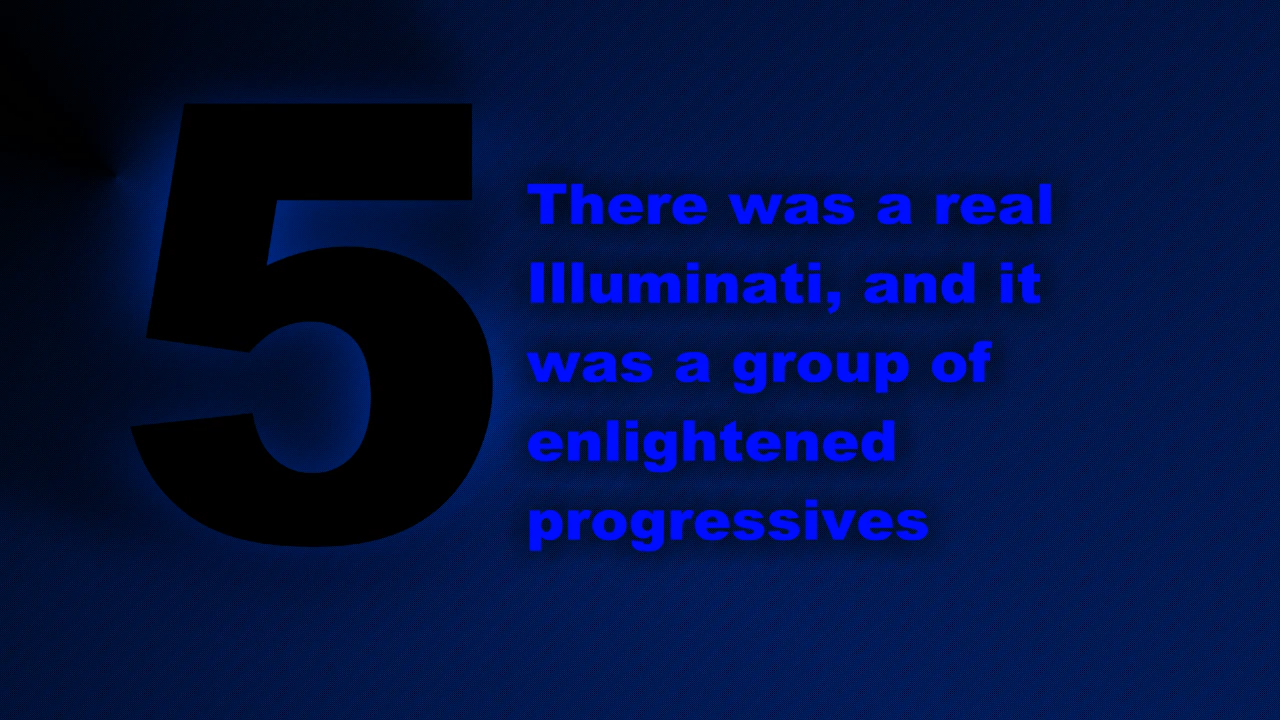 5
There was a real
Illuminati, and it
was a group of
enlightened
progressives